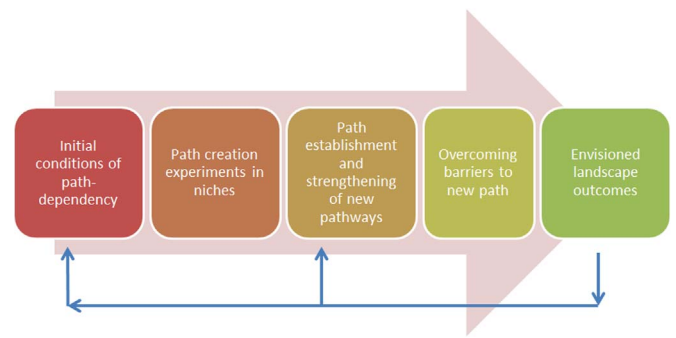 Initial
conditions of
path-
dependency
Path creation
experiments in
niches
Path
establishment
and
strengthening
of new
pathways
Overcoming
barriers to
new path
Envisioned
landscape
outcomes